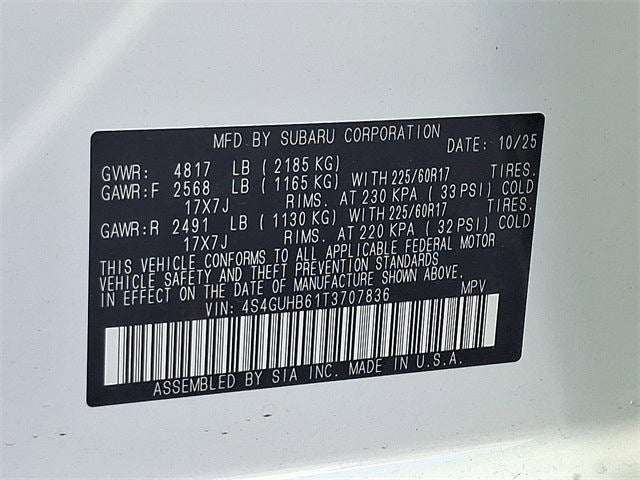 MFD BY SUBARU CORPORATION DATE: 10/25
GVWR: 4817 LB (2185 KG)
GAWR:F 2568 LB (1165 KG) WITH 225/60R17 TIRES.
17X7J RIMS. AT 230 KPA (33 PSI) COLD
GAWR:R 2491 LB (1130 KG) WITH 225/60R17 TIRES.
17X7J RIMS. AT 220 KPA (32 PSI) COLD
THIS VEHICLE CONFORMS TO ALL APPLICABLE FEDERAL MOTOR
VEHICLE SAFETY AND THEFT PREVENTION STANDARDS
IN EFFECT ON THE DATE OF MANUFACTURE SHOWN ABOVE.
VIN: 4S4GUHB61T3707836 MPV
ASSEMBLED BY SIA INC. MADE IN U.S.A.